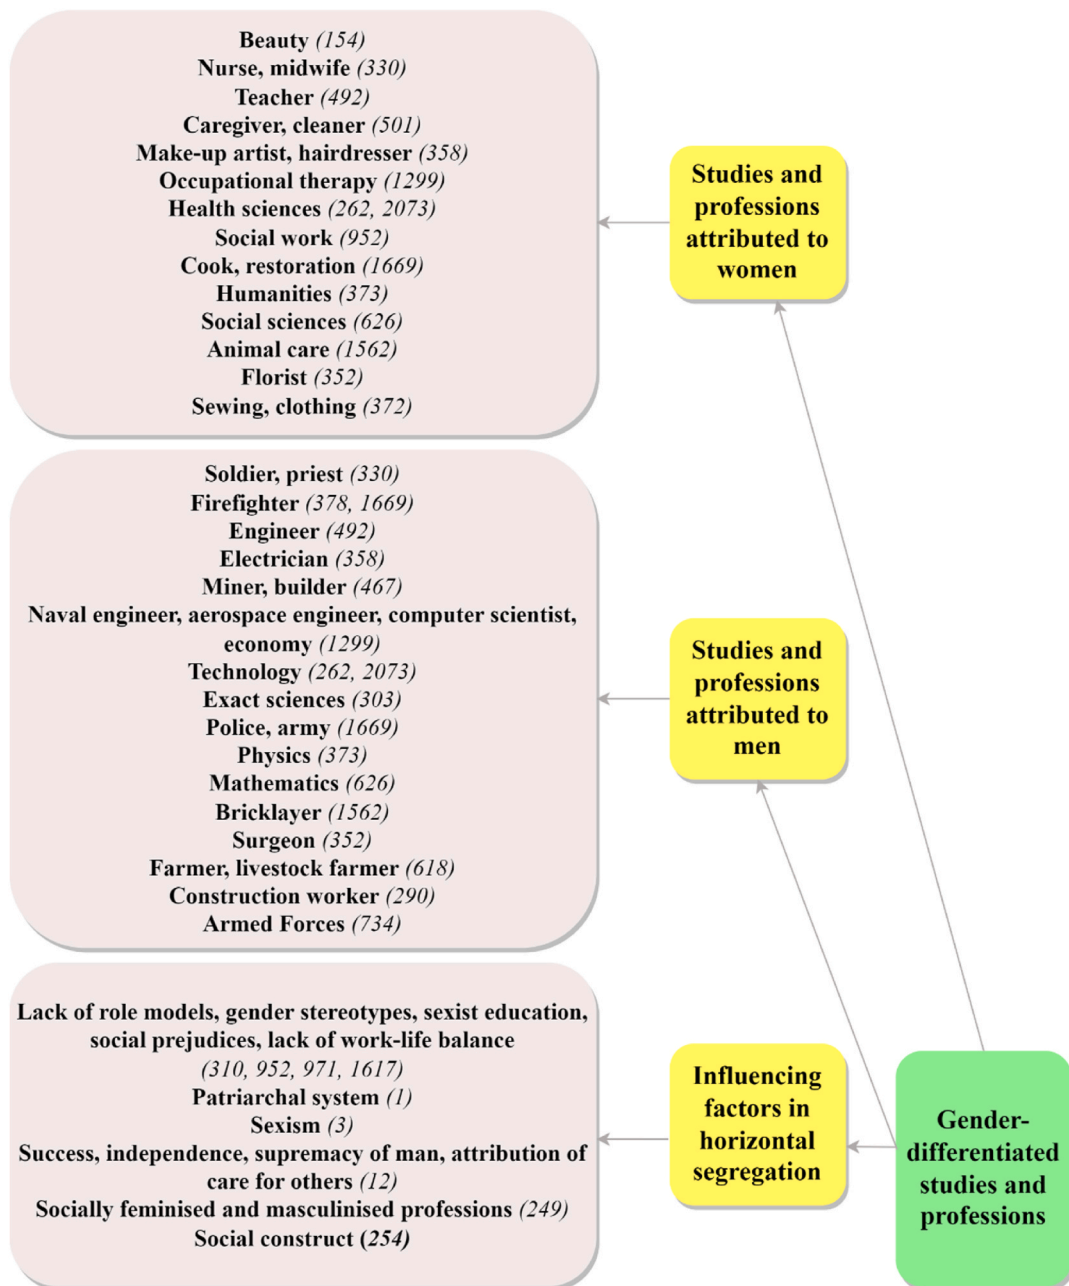 Beauty (154)
Nurse, midwife (330)
Teacher (492)
Caregiver, cleaner (501)
Make-up artist, hairdresser (358)
Occupational therapy (1299)
Health sciences (262, 2073)
Social work (952)
Cook, restoration (1669)
Humanities (373)
Social sciences (626)
Animal care (1562)
Florist (352)
Sewing, clothing (372)
Studies and
professions
attributed to
women
Soldier, priest (330)
Firefighter (378, 1669)
Engineer (492)
Electrician (358)
Miner, builder (467)
Naval engineer, aerospace engineer, computer scientist,
economy (1299)
Technology (262, 2073)
Exact sciences (303)
Police, army (1669)
Physics (373)
Mathematics (626)
Bricklayer (1562)
Surgeon (352)
Farmer, livestock farmer (618)
Construction worker (290)
Armed Forces (734)
Studies and
professions
attributed to
men
Lack of role models, gender stereotypes, sexist education,
social prejudices, lack of work-life balance
(310, 952, 971, 1617)
Patriarchal system (1)
Sexism (3)
Success, independence, supremacy of man, attribution of
care for others (12)
Socially feminised and masculinised professions (249)
Social construct (254)
Influencing
factors in
horizontal
segregation
Gender-
differentiated
studies and
professions